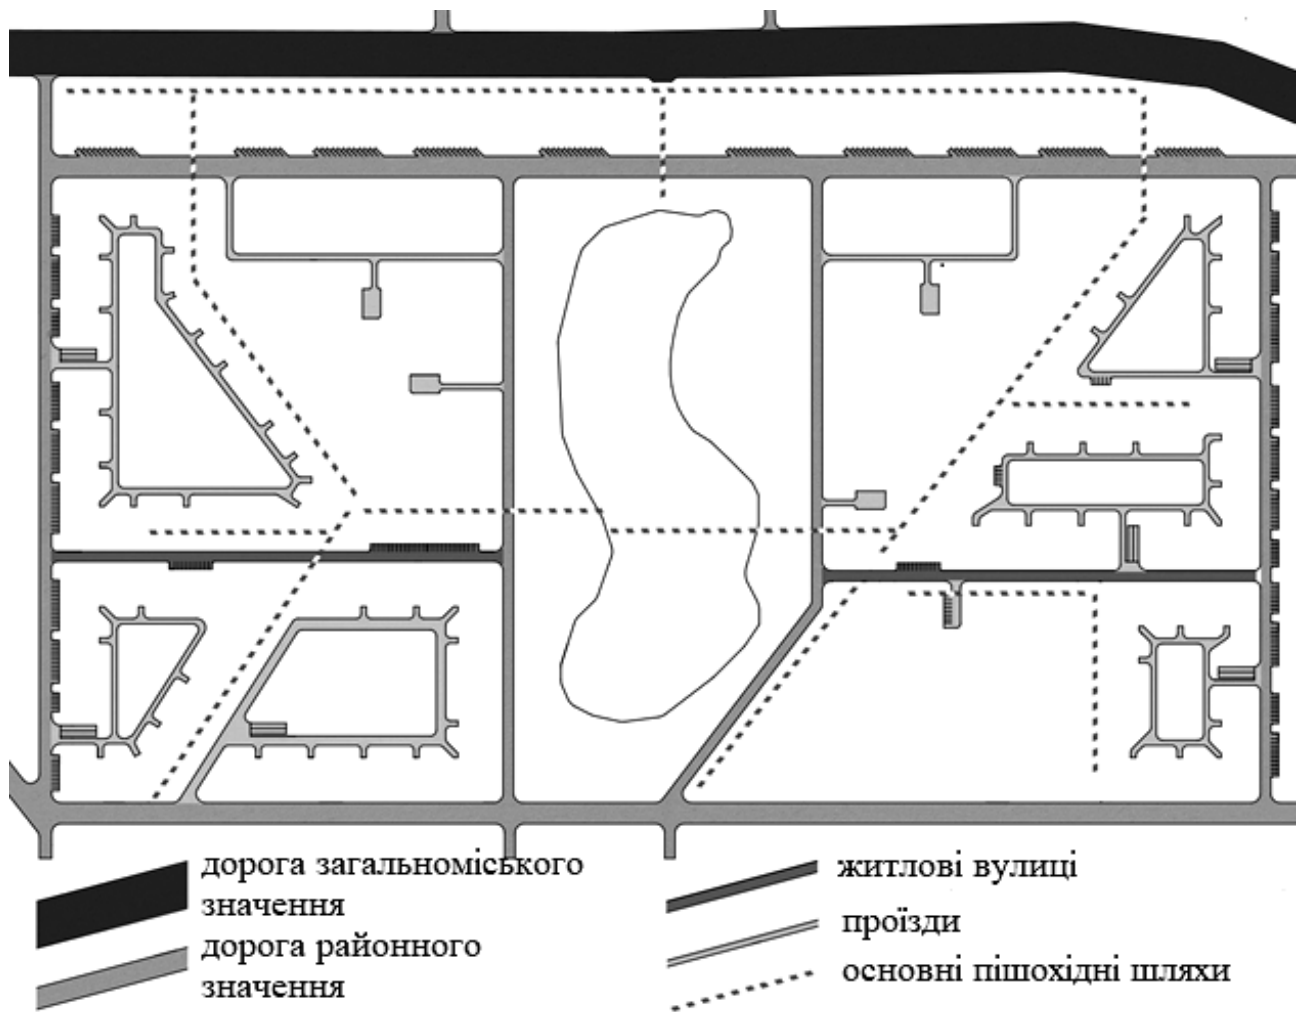 дорога загальноміського
значення
дорога районного
значення
житлові вулиці
проїзди
основні пішохідні шляхи